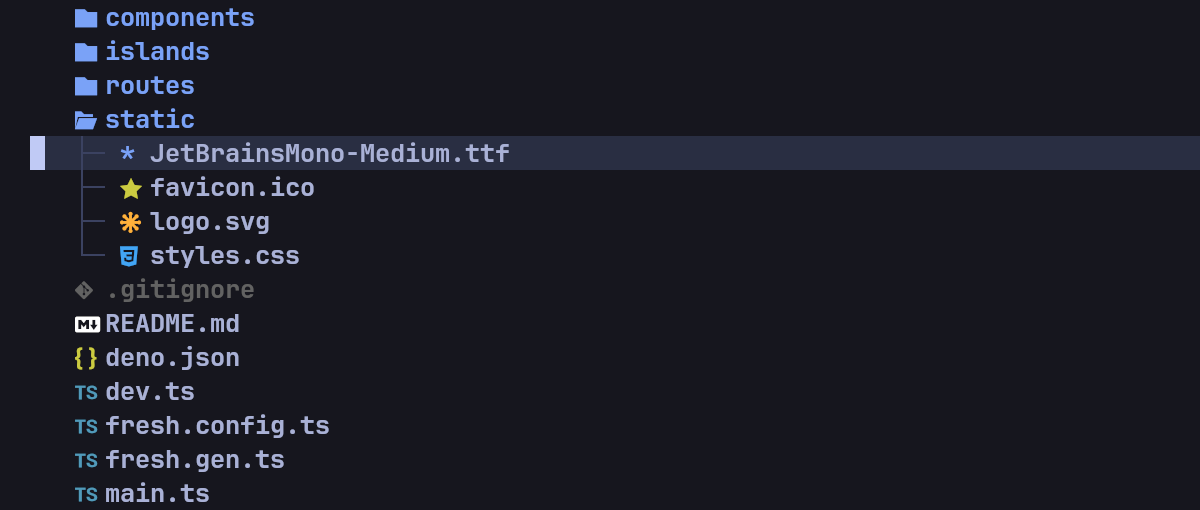 components
islands
routes
static
JetBrainsMono-Medium.ttf
favicon.ico
logo.svg
styles.css
.gitignore
README.md
{} deno.json
TS dev.ts
TS fresh.config.ts
TS fresh.gen.ts
TS main.ts